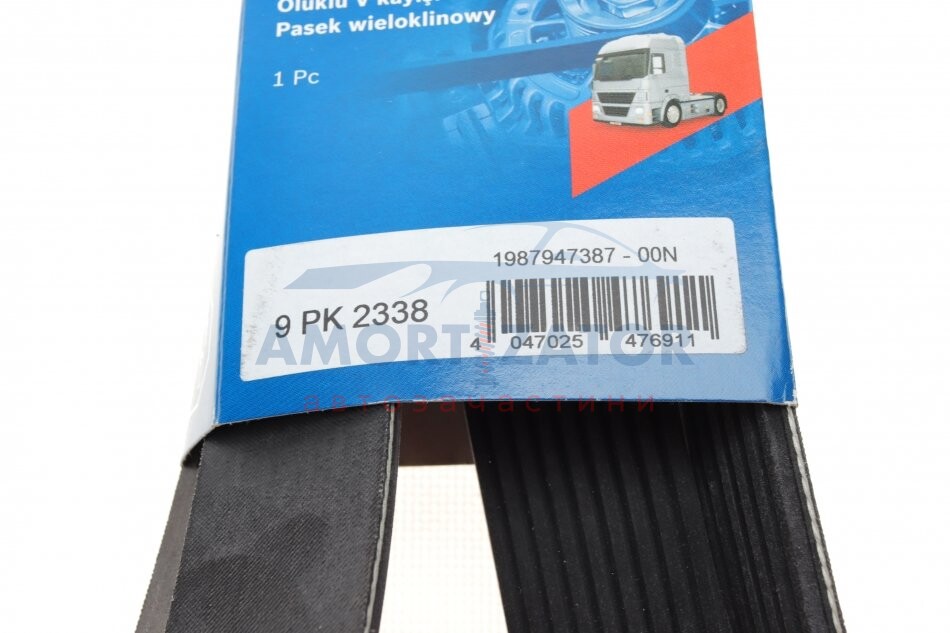 Pasek wieloklinowy
1 Pc
1987947387 - 00N
9 PK 2338
4 047025 476911
AMORTIZATOR
автозапчастини